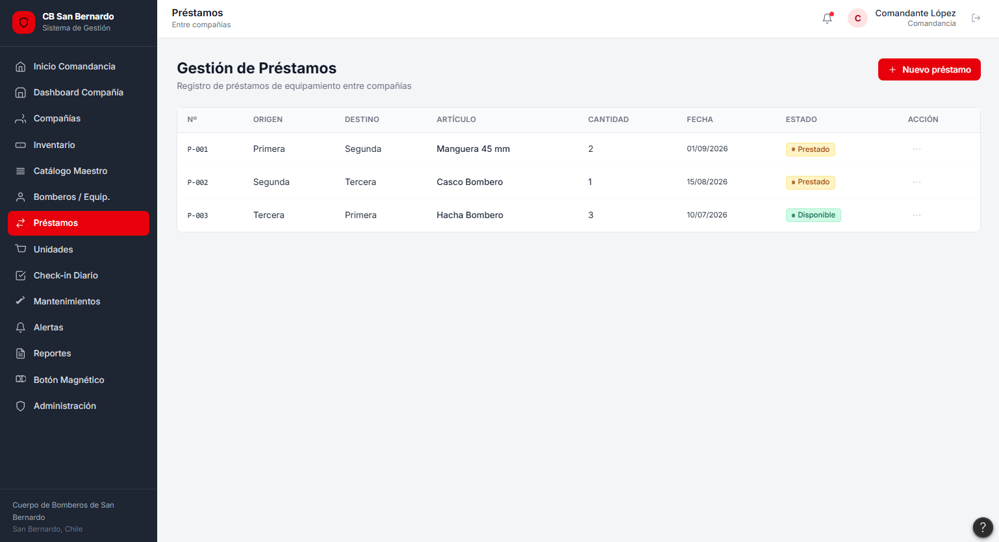 CB San Bernardo
Sistema de Gestión
Inicio Comandancia
Dashboard Compañía
Compañías
Inventario
Catálogo Maestro
Bomberos / Equip.
Préstamos
Unidades
Check-in Diario
Mantenimientos
Alertas
Reportes
Botón Magnético
Administración
Cuerpo de Bomberos de San
Bernardo
San Bernardo, Chile
Préstamos
Entre compañías
C
Comandante López
Comandancia
Gestión de Préstamos
Registro de préstamos de equipamiento entre compañías
+ Nuevo préstamo
Nº ORIGEN DESTINO ARTÍCULO CANTIDAD FECHA ESTADO ACCIÓN
P-001 Primera Segunda Manguera 45 mm 2 01/09/2026 Prestado ...
P-002 Segunda Tercera Casco Bombero 1 15/08/2026 Prestado ...
P-003 Tercera Primera Hacha Bombero 3 10/07/2026 Disponible ...
?